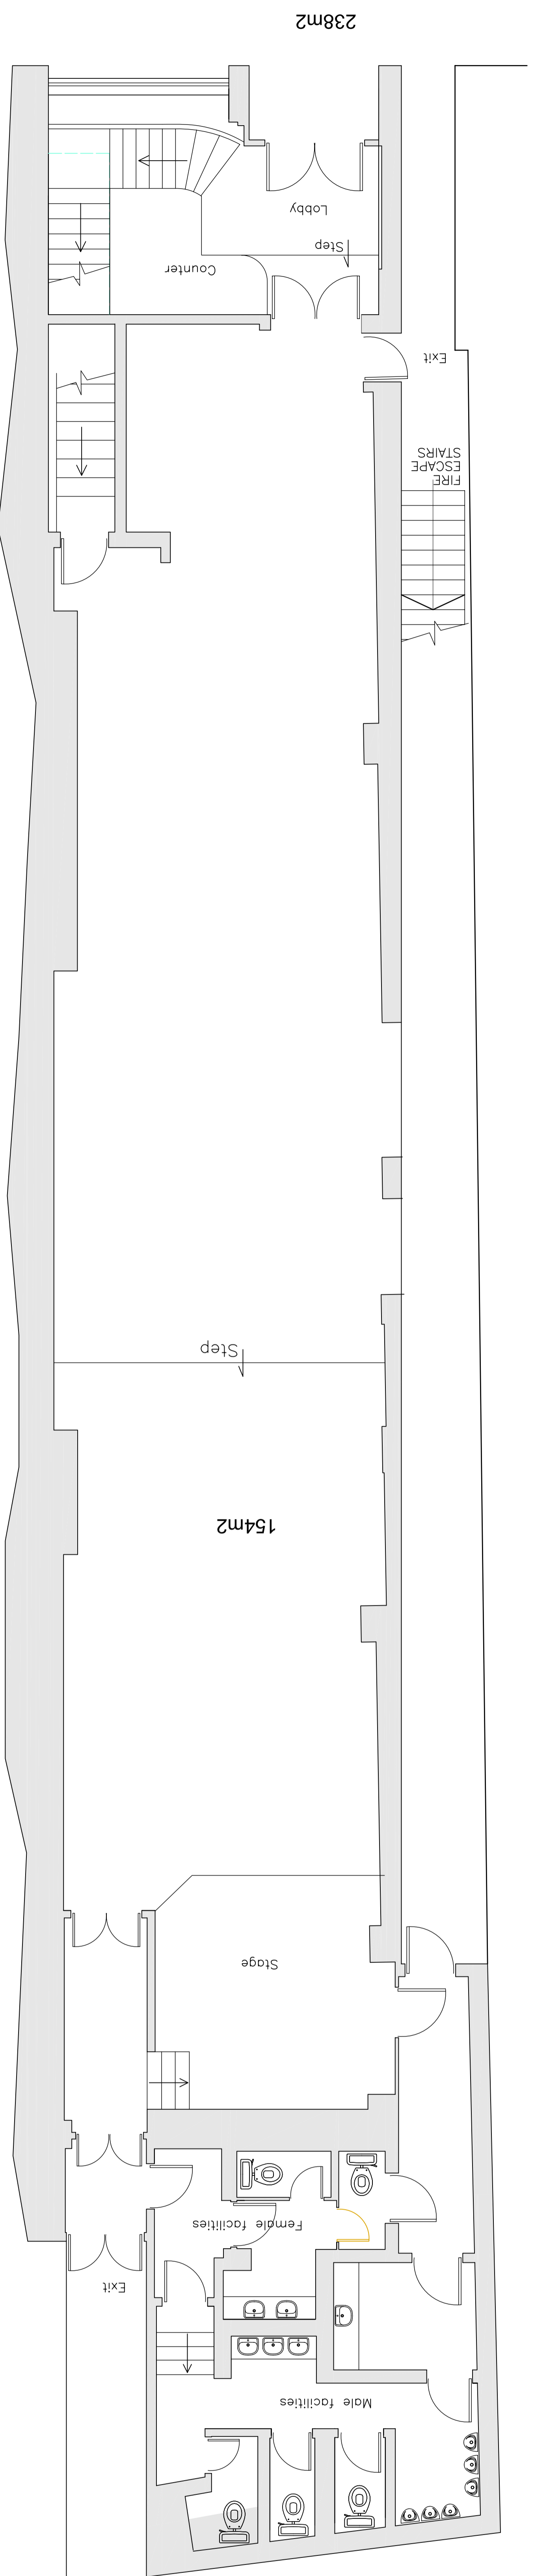 238m2
Lobby
Step
Counter
Exit
FIRE
ESCAPE
STAIRS
Step
154m2
Stage
Female facilities
Exit
Male facilities